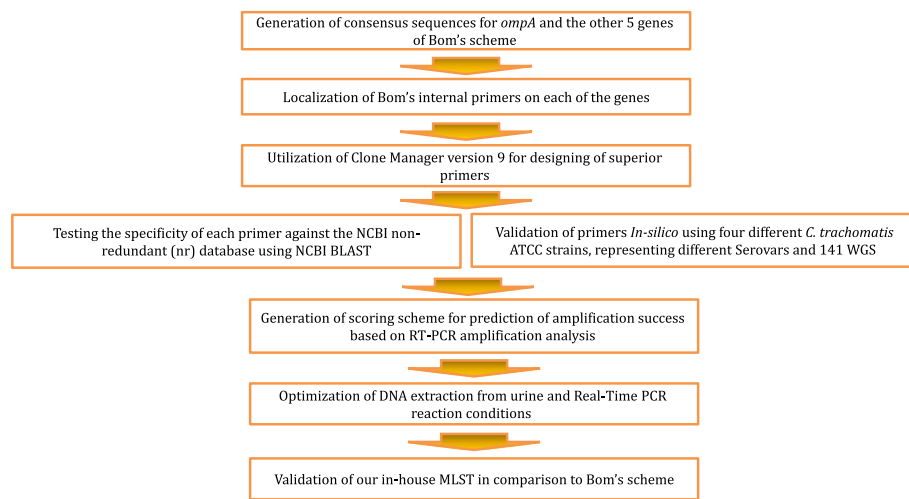 Generation of consensus sequences for ompA and the other 5 genes
of Bom's scheme
Localization of Bom's internal primers on each of the genes
Utilization of Clone Manager version 9 for designing of superior
primers
Testing the specificity of each primer against the NCBI non-
redundant (nr) database using NCBI BLAST
Validation of primers In-silico using four different C. trachomatis
ATCC strains, representing different Serovars and 141 WGS
Generation of scoring scheme for prediction of amplification success
based on RT-PCR amplification analysis
Optimization of DNA extraction from urine and Real-Time PCR
reaction conditions
Validation of our in-house MLST in comparison to Bom's scheme